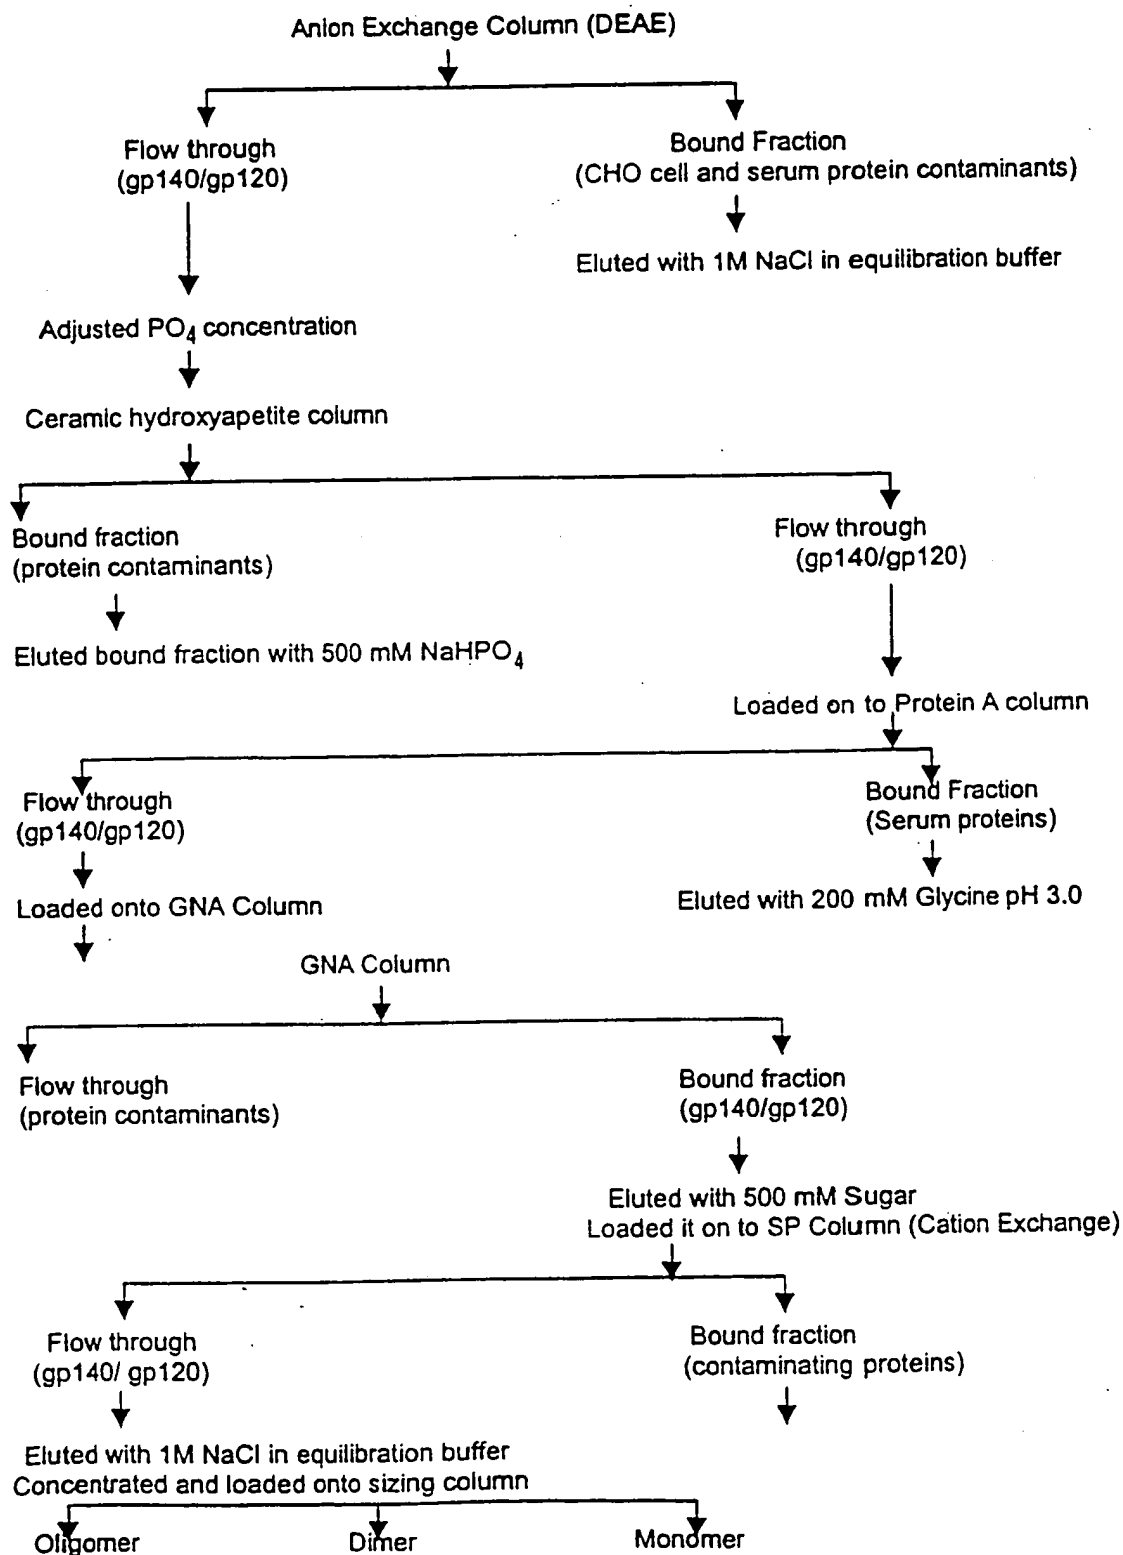 Anion Exchange Column (DEAE)
Flow through
(gp140/gp120)
Bound Fraction
(CHO cell and serum protein contaminants)
Eluted with 1M NaCl in equilibration buffer
Adjusted PO₄ concentration
Ceramic hydroxyapetite column
Bound fraction
(protein contaminants)
Eluted bound fraction with 500 mM NaHPO₄
Flow through
(gp140/gp120)
Loaded on to Protein A column
Flow through
(gp140/gp120)
Loaded onto GNA Column
Bound Fraction
(Serum proteins)
Eluted with 200 mM Glycine pH 3.0
GNA Column
Flow through
(protein contaminants)
Bound fraction
(gp140/gp120)
Eluted with 500 mM Sugar
Loaded it on to SP Column (Cation Exchange)
Flow through
(gp140/ gp120)
Bound fraction
(contaminating proteins)
Eluted with 1M NaCl in equilibration buffer
Concentrated and loaded onto sizing column
Oligomer
Dimer
Monomer